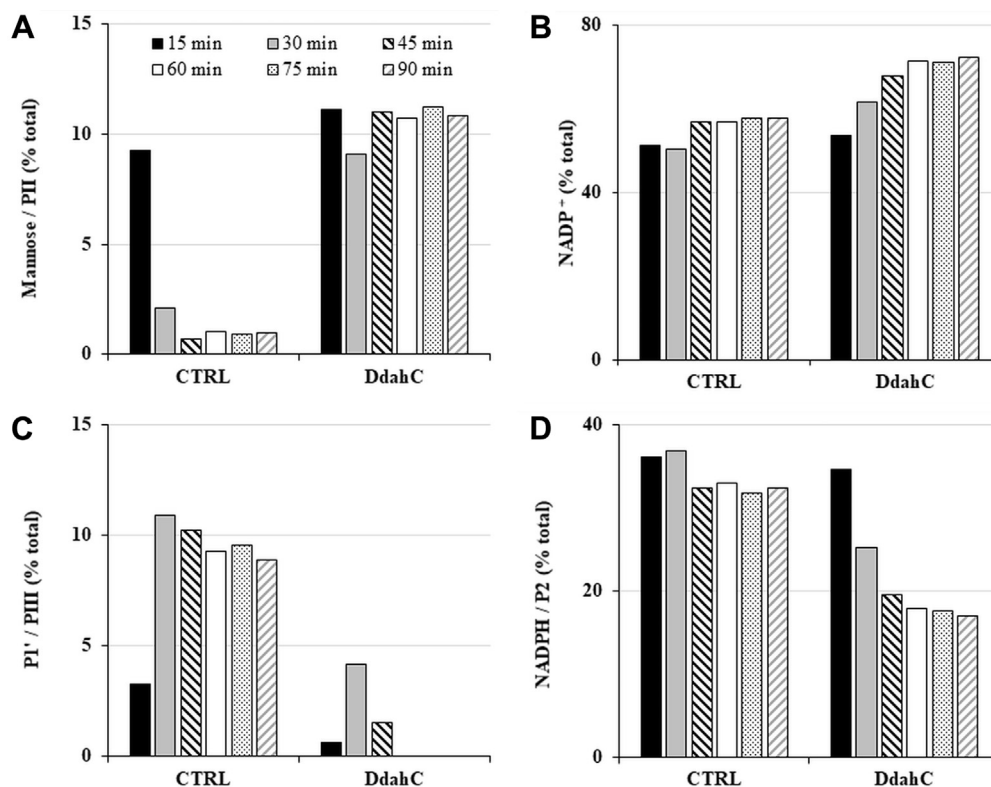 A
Mannose / PII (% total)
15
10
5
0
15 min 30 min 45 min
60 min 75 min 90 min
CTRL DdahC
B
NADP⁺ (% total)
80
40
0
CTRL DdahC
C
P1' / PIII (% total)
15
10
5
0
CTRL DdahC
D
NADPH / P2 (% total)
40
20
0
CTRL DdahC